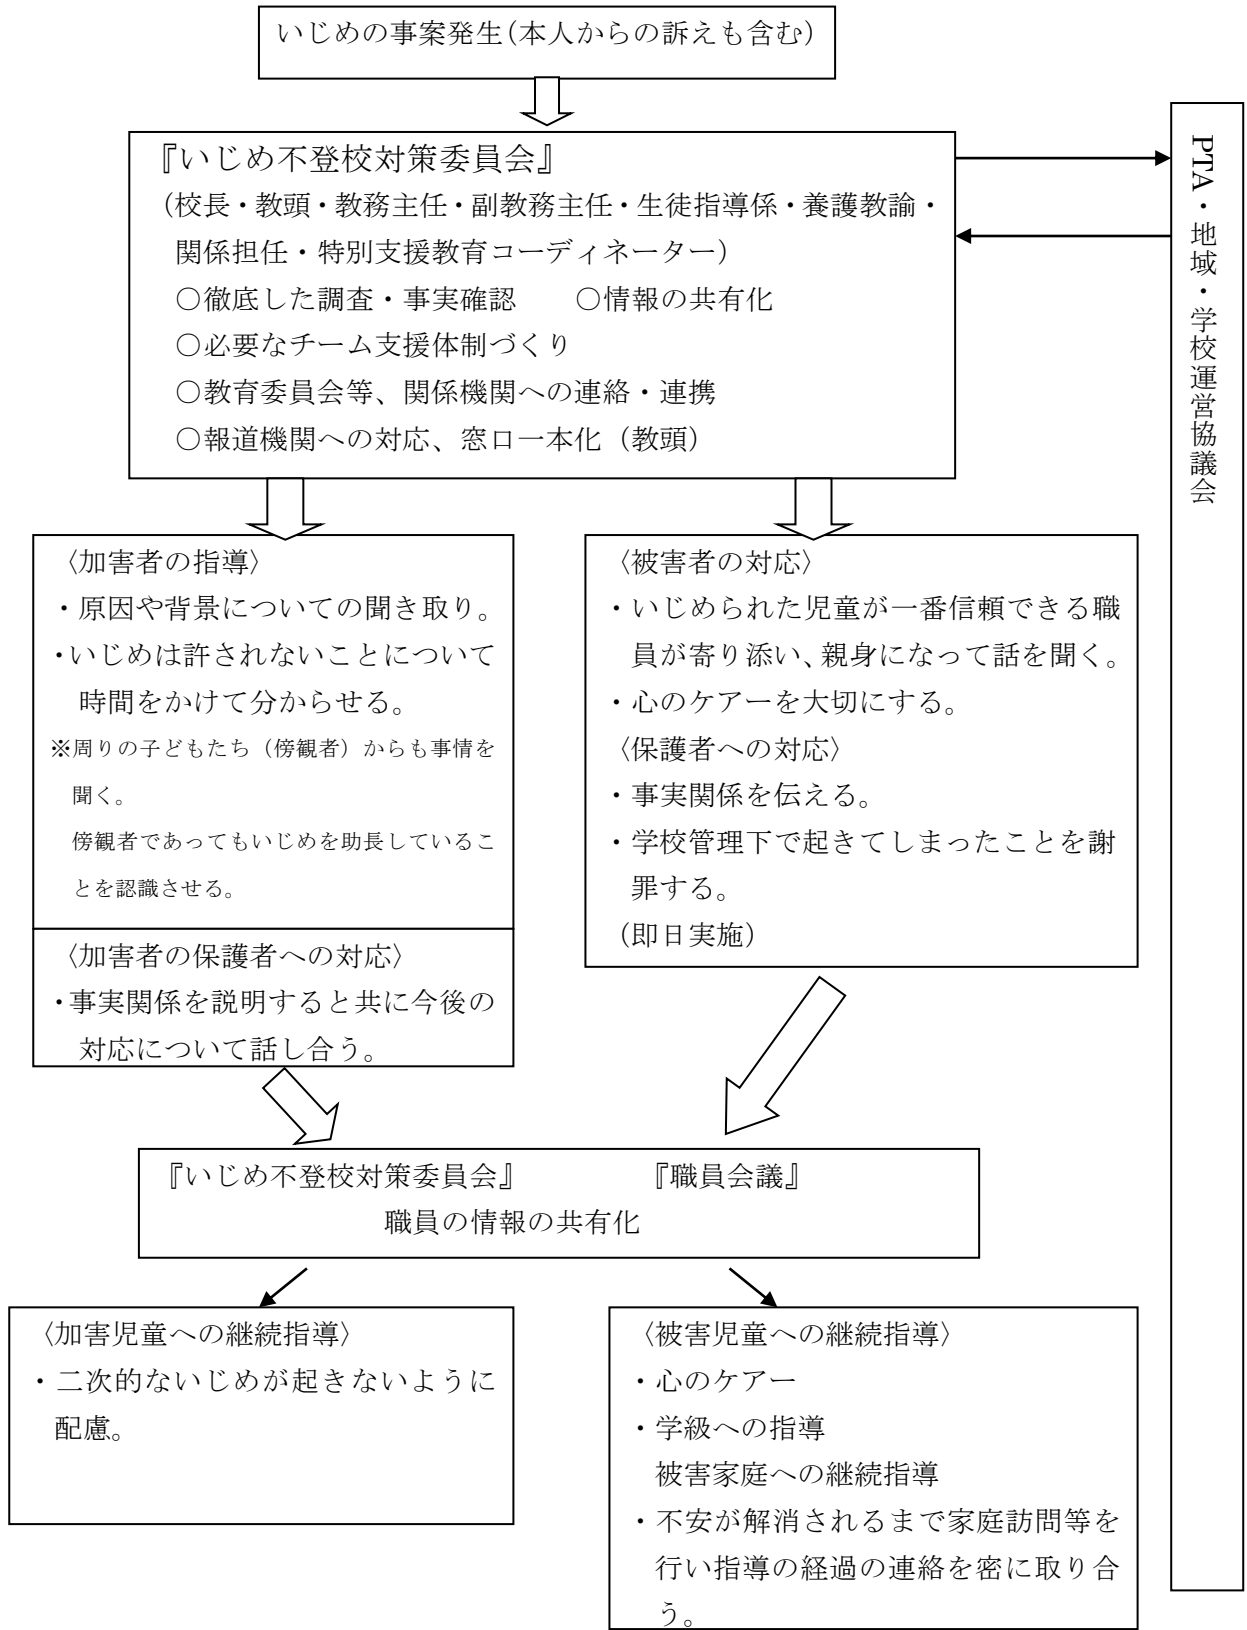 いじめの事案発生(本人からの訴えも含む)
『いじめ不登校対策委員会』
(校長・教頭・教務主任・副教務主任・生徒指導係・養護教諭・
関係担任・特別支援教育コーディネーター)
○徹底した調査・事実確認　　○情報の共有化
○必要なチーム支援体制づくり
○教育委員会等、関係機関への連絡・連携
○報道機関への対応、窓口一本化（教頭）
PTA・地域・学校運営協議会
〈加害者の指導〉
・原因や背景についての聞き取り。
・いじめは許されないことについて
時間をかけて分からせる。
※周りの子どもたち（傍観者）からも事情を
聞く。
傍観者であってもいじめを助長しているこ
とを認識させる。
〈加害者の保護者への対応〉
・事実関係を説明すると共に今後の
対応について話し合う。
〈被害者の対応〉
・いじめられた児童が一番信頼できる職
員が寄り添い、親身になって話を聞く。
・心のケアーを大切にする。
〈保護者への対応〉
・事実関係を伝える。
・学校管理下で起きてしまったことを謝
罪する。
(即日実施)
『いじめ不登校対策委員会』　　　　『職員会議』
職員の情報の共有化
〈加害児童への継続指導〉
・二次的ないじめが起きないように
配慮。
〈被害児童への継続指導〉
・心のケアー
・学級への指導
被害家庭への継続指導
・不安が解消されるまで家庭訪問等を
行い指導の経過の連絡を密に取り合
う。